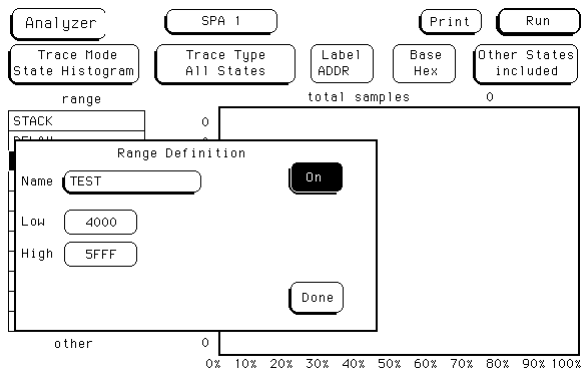 Analyzer SPA 1 Print Run
Trace Mode State Histogram
Trace Type All States
Label ADDR
Base Hex
Other States included
range total samples 0
STACK 0
Range Definition
Name TEST On
Low 4000
High 5FFF
Done
other 0
0% 10% 20% 30% 40% 50% 60% 70% 80% 90% 100%